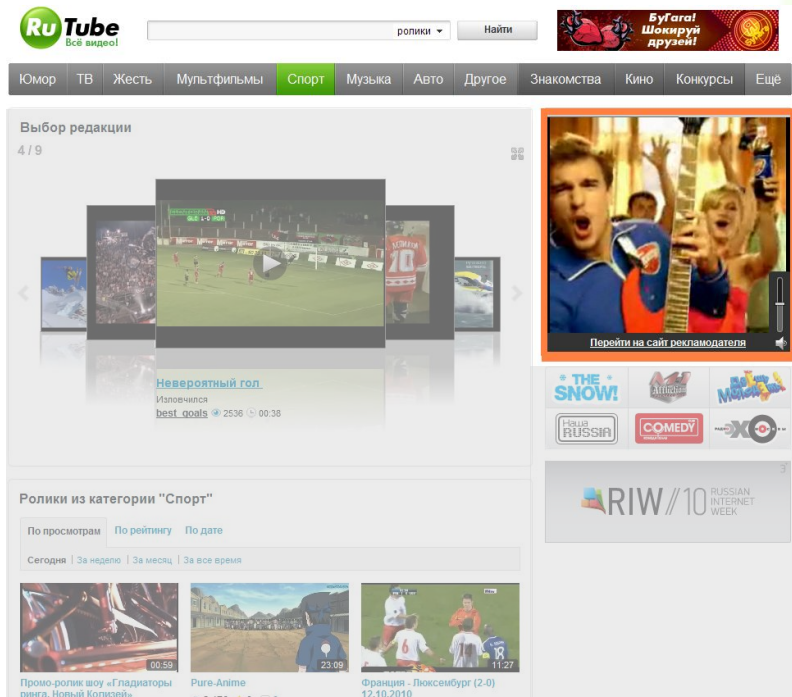 RuTube
Всё видео!
ролики
Найти
БуГага!
Шокируй
друзей!
Юмор
ТВ
Жесть
Мультфильмы
Спорт
Музыка
Авто
Другое
Знакомства
Кино
Конкурсы
Ещё
Выбор редакции
4 / 9
10
Невероятный гол
Изловчился
best_goals 2536 00:38
Перейти на сайт рекламодателя
THE SNOW!
Наша RUSSIA
COMEDY
RIW//10 RUSSIAN
INTERNET
WEEK
Ролики из категории "Спорт"
По просмотрам
По рейтингу
По дате
Сегодня | За неделю | За месяц | За все время
00:59
23:09
11:27
Промо-ролик шоу «Гладиаторы
ринга. Новый Колизей»
Pure-Anime
Франция - Люксембург (2-0)
12.10.2010